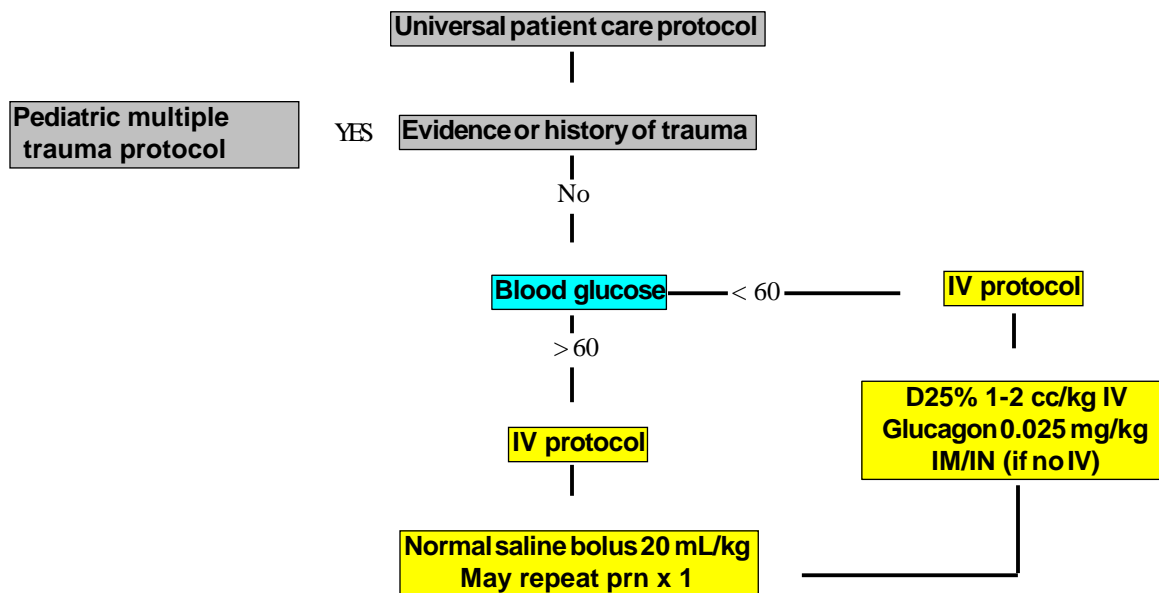 Universal patient care protocol
Pediatric multiple
trauma protocol
YES
Evidence or history of trauma
No
Blood glucose
< 60
IV protocol
> 60
D25% 1-2 cc/kg IV
Glucagon 0.025 mg/kg
IM/IN (if no IV)
IV protocol
Normal saline bolus 20 mL/kg
May repeat prn x 1